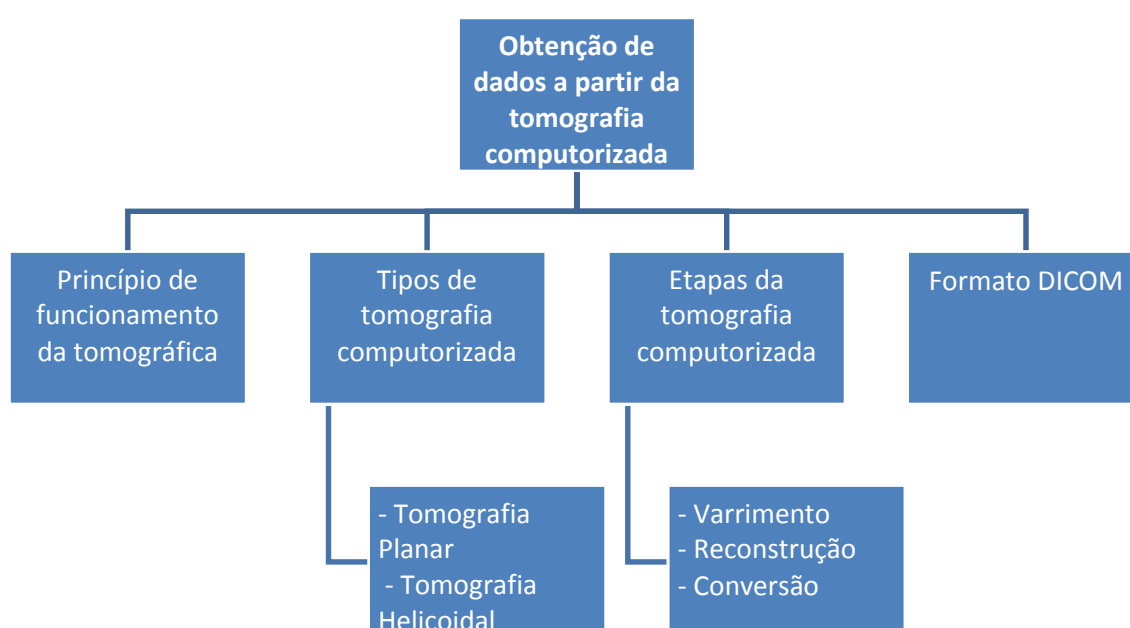 Obtenção de
dados a partir da
tomografia
computorizada
Princípio de
funcionamento
da tomográfica
Tipos de
tomografia
computorizada
Etapas da
tomografia
computorizada
Formato DICOM
- Tomografia
Planar
- Tomografia
Helicoidal
- Varrimento
- Reconstrução
- Conversão